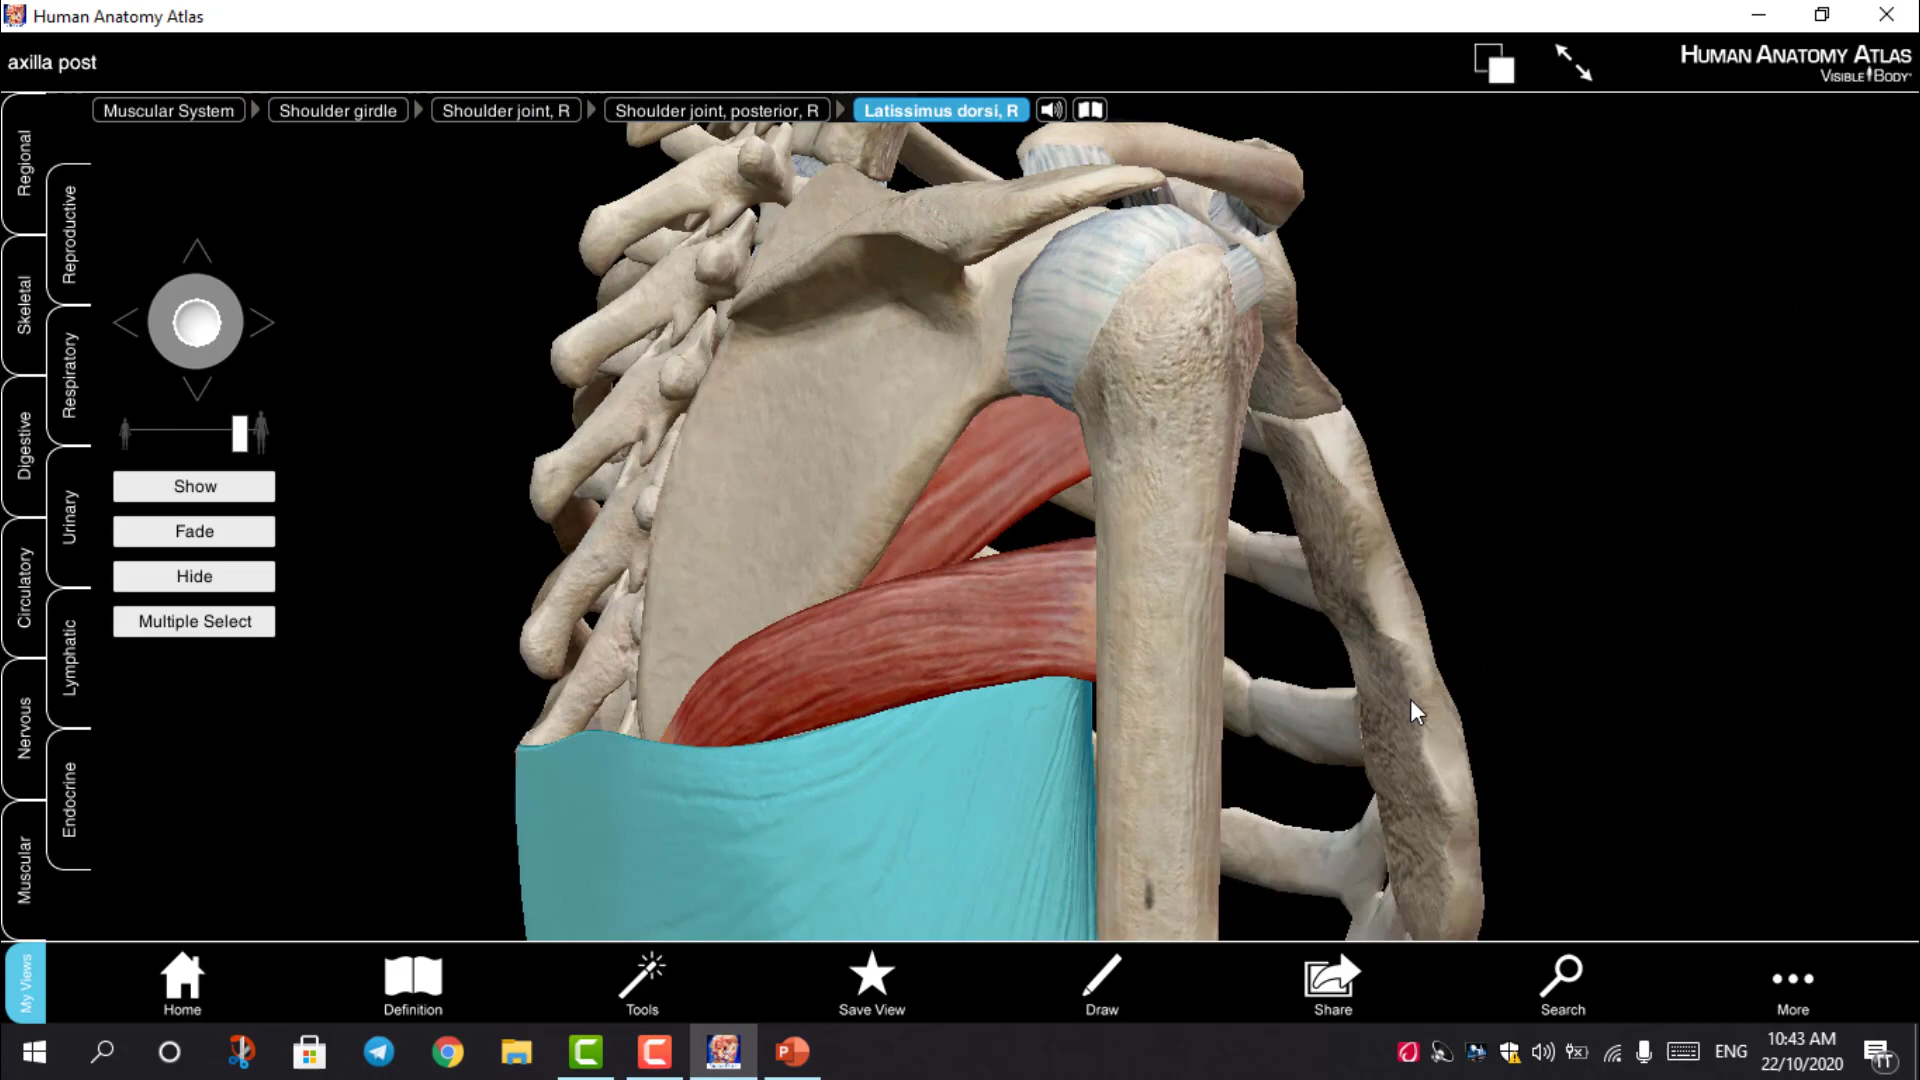 Human Anatomy Atlas
axilla post
HUMAN ANATOMY ATLAS
VISIBLE BODY
Muscular System
Shoulder girdle
Shoulder joint, R
Shoulder joint, posterior, R
Latissimus dorsi, R
Regional
Skeletal
Digestive
Circulatory
Nervous
Muscular
My Views
Reproductive
Respiratory
Urinary
Lymphatic
Endocrine
Show
Fade
Hide
Multiple Select
Home
Definition
Tools
Save View
Draw
Share
Search
More
ENG
10:43 AM
22/10/2020